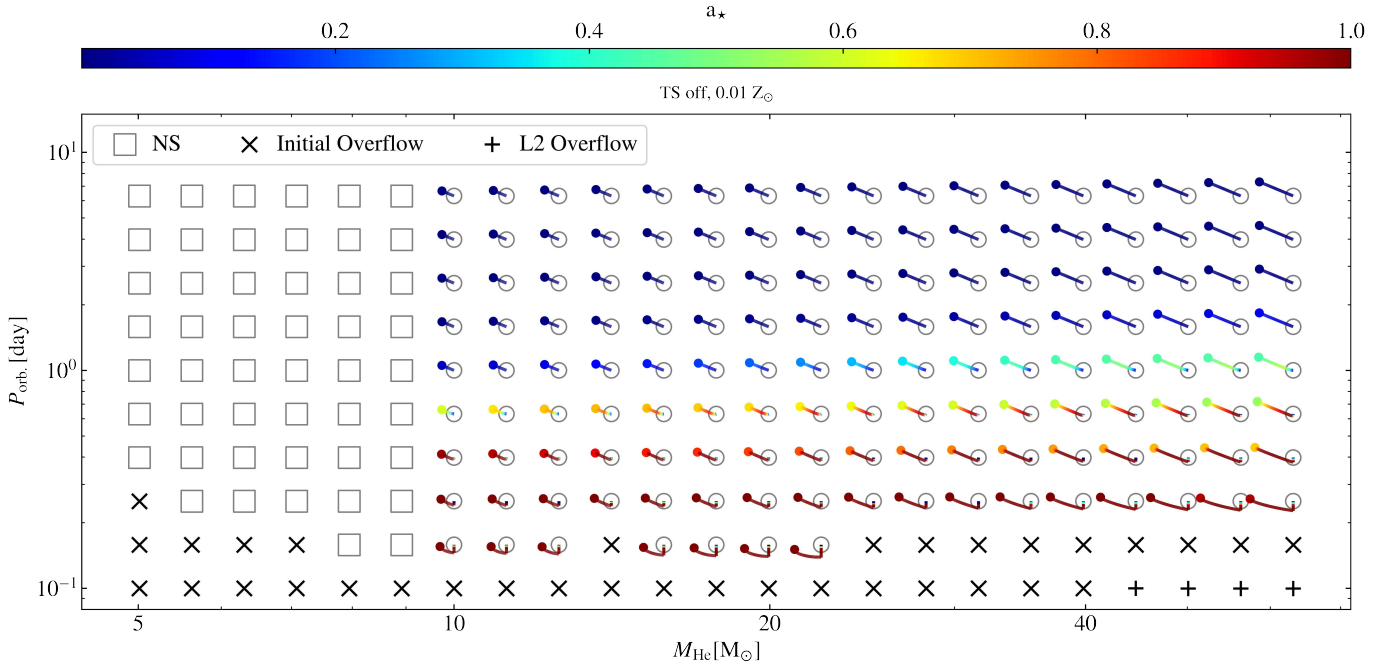 a⋆
0.2 0.4 0.6 0.8 1.0
TS off, 0.01 Z⊙
NS Initial Overflow L2 Overflow
10¹
10⁰
10⁻¹
P_orb. [day]
5 10 20 40
M_He [M⊙]